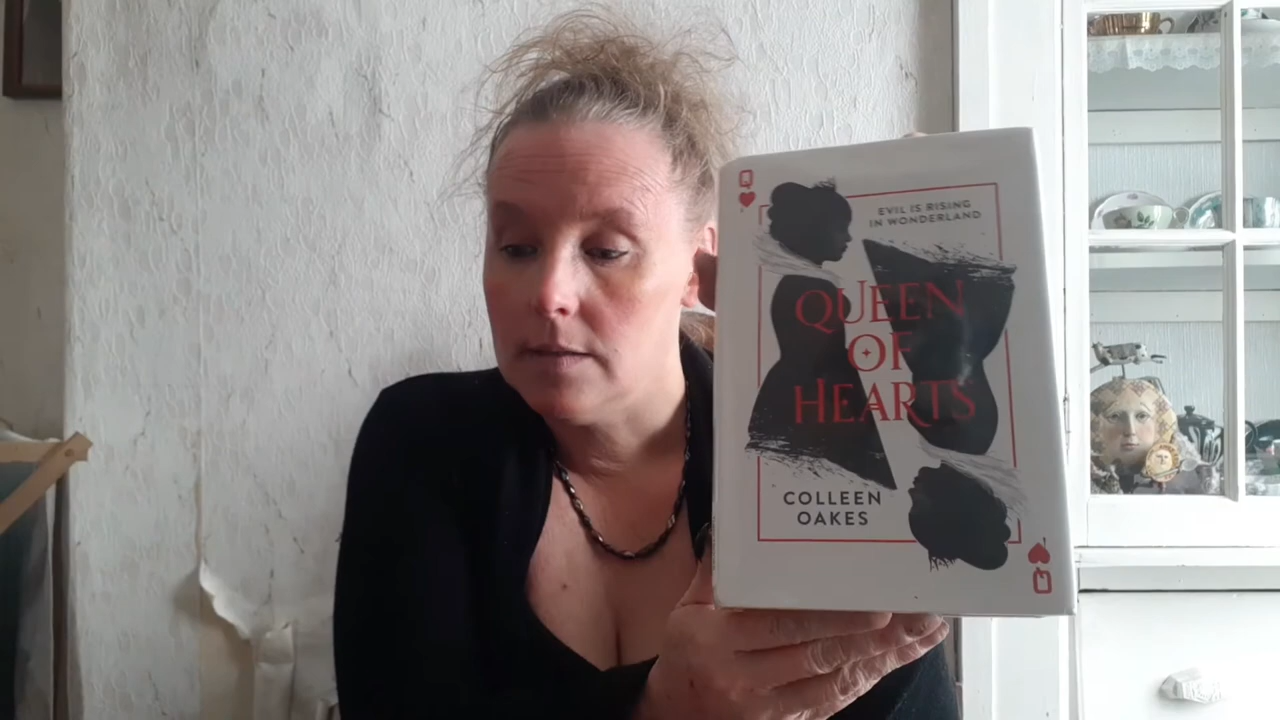 Q
EVIL IS RISING
IN WONDERLAND
QUEEN
OF
HEARTS
COLLEEN
OAKES
Q